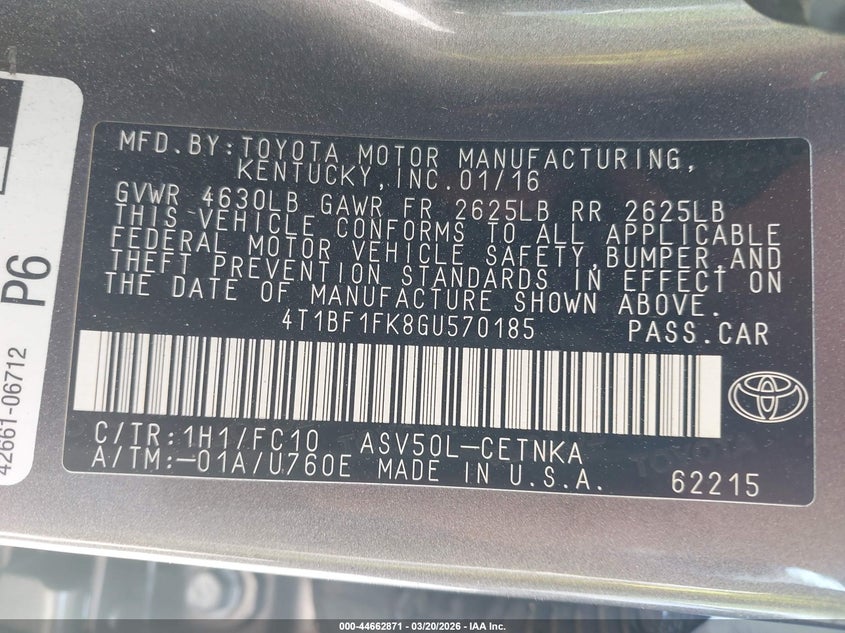 MFD.BY:TOYOTA MOTOR MANUFACTURING,
KENTUCKY,INC.01/16
GVWR 4630LB GAWR FR 2625LB RR 2625LB
THIS VEHICLE CONFORMS TO ALL APPLICABLE
FEDERAL MOTOR VEHICLE SAFETY,BUMPER,AND
THEFT PREVENTION STANDARDS IN EFFECT ON
THE DATE OF MANUFACTURE SHOWN ABOVE.
4T1BF1FK8GU570185 PASS.CAR
C/TR:1H1/FC10 ASV50L-CETNKA
A/TM:-01A/U760E MADE IN U.S.A. 62215
P6
42661-06712
000-44662871 - 03/20/2026 - IAA Inc.